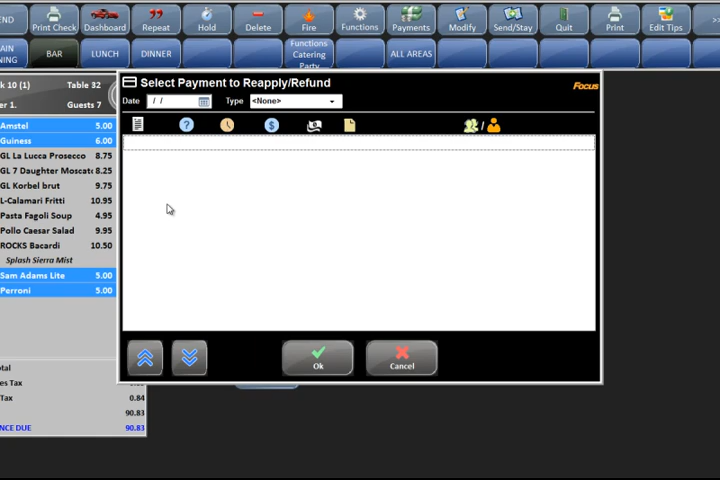 END
Print Check
Dashboard
Repeat
Hold
Delete
Fire
Functions
Payments
Modify
Send/Stay
Quit
Print
Edit Tips
>>
AIN
NING
BAR
LUNCH
DINNER
Functions
Catering
Party
ALL AREAS
k 10 (1)
Table 32
er 1.
Guests 7
Amstel 5.00
Guiness 6.00
GL La Lucca Prosecco 8.75
GL 7 Daughter Moscato 8.25
GL Korbel brut 9.75
L-Calamari Fritti 10.95
Pasta Fagoli Soup 4.95
Pollo Caesar Salad 9.95
ROCKS Bacardi 10.50
Splash Sierra Mist
Sam Adams Lite 5.00
Perroni 5.00
otal
es Tax
Tax 0.84
90.83
NCE DUE 90.83
Select Payment to Reapply/Refund
Focus
Date / /
Type <None>
Ok
Cancel